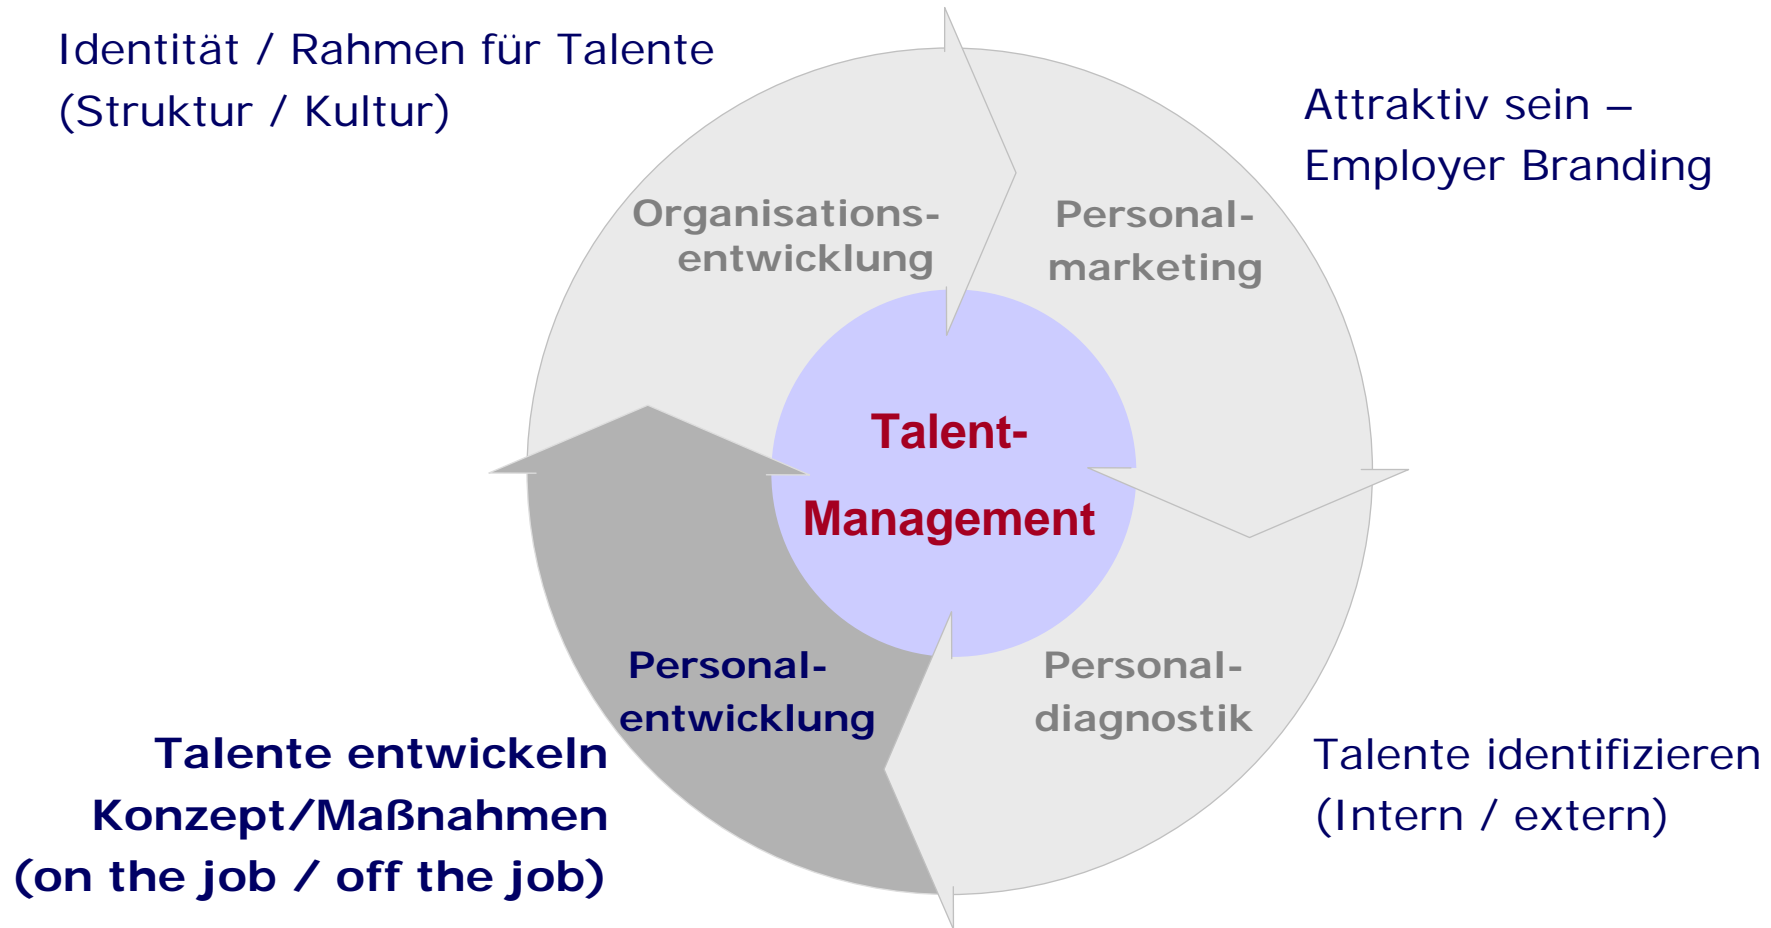 Identität / Rahmen für Talente
(Struktur / Kultur)
Attraktiv sein –
Employer Branding
Organisations-
entwicklung
Personal-
marketing
Talent-
Management
Personal-
entwicklung
Personal-
diagnostik
Talente entwickeln
Konzept/Maßnahmen
(on the job / off the job)
Talente identifizieren
(Intern / extern)